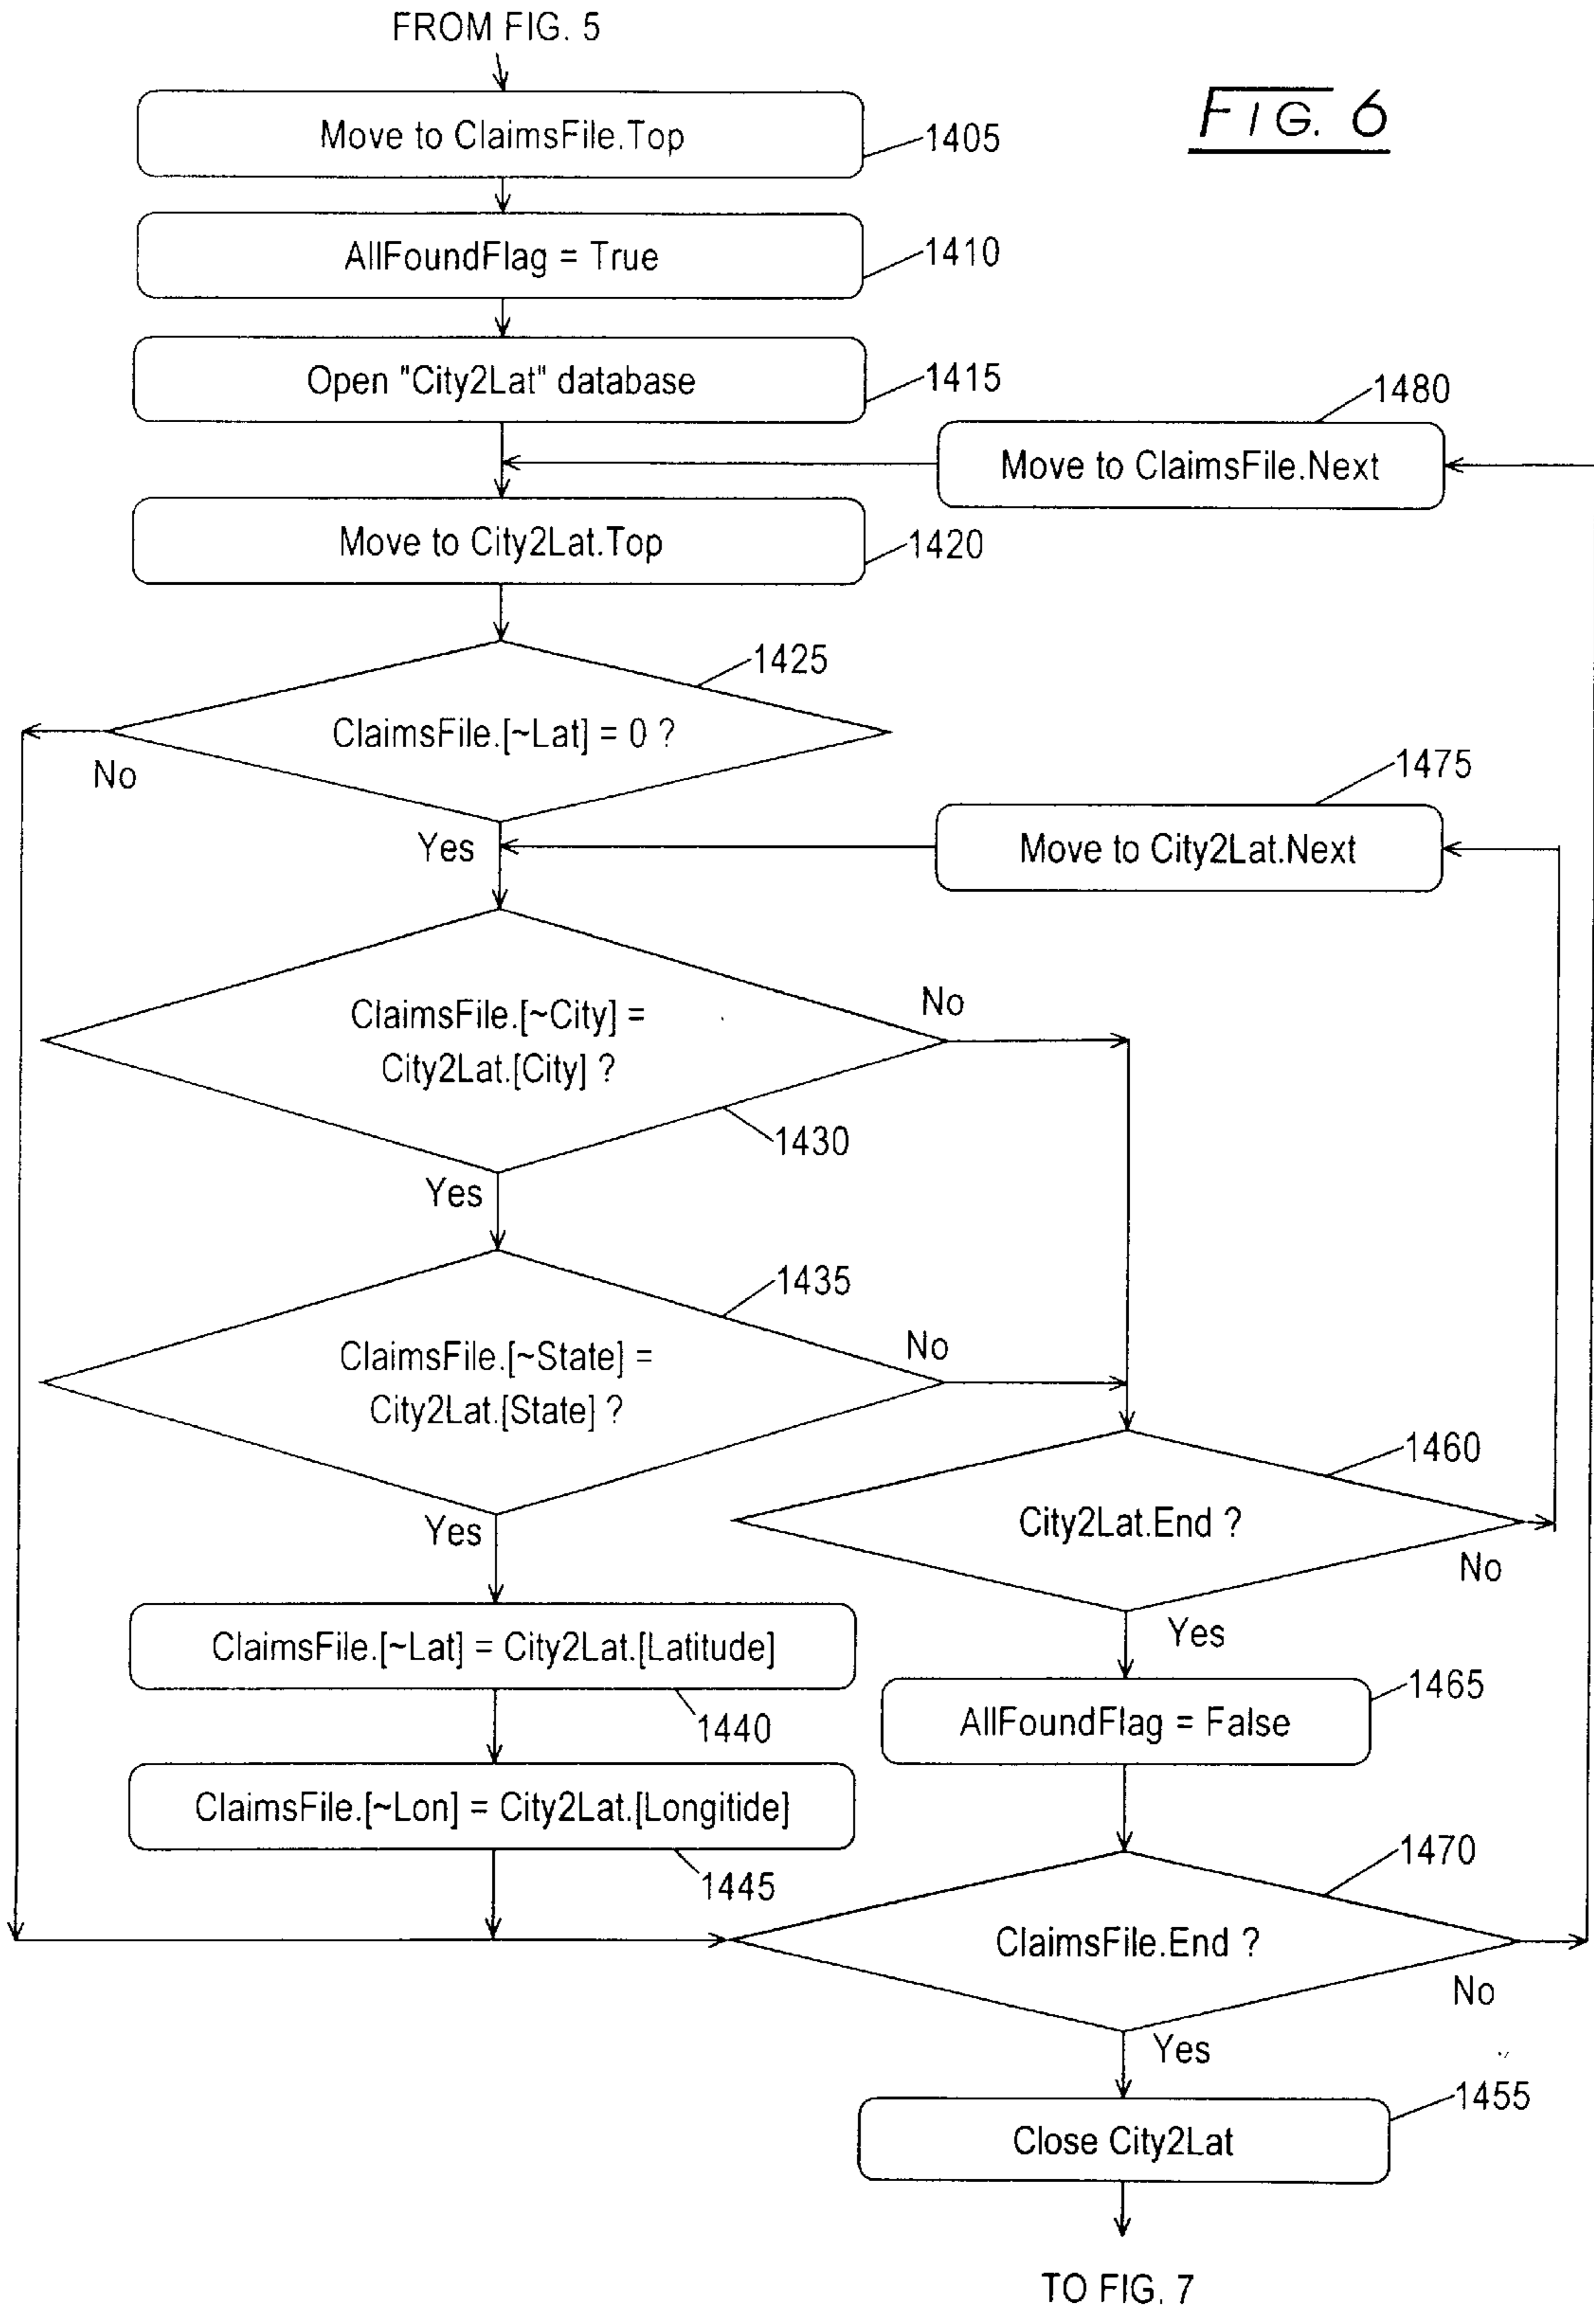 FROM FIG. 5
FIG. 6
Move to ClaimsFile.Top
1405
AllFoundFlag = True
1410
Open "City2Lat" database
1415
1480
Move to ClaimsFile.Next
Move to City2Lat.Top
1420
1425
ClaimsFile.[~Lat] = 0 ?
No
Yes
1475
Move to City2Lat.Next
ClaimsFile.[~City] =
City2Lat.[City] ?
No
1430
Yes
1435
ClaimsFile.[~State] =
City2Lat.[State] ?
No
Yes
1460
City2Lat.End ?
No
Yes
ClaimsFile.[~Lat] = City2Lat.[Latitude]
1440
1465
AllFoundFlag = False
ClaimsFile.[~Lon] = City2Lat.[Longitide]
1445
1470
ClaimsFile.End ?
No
Yes
1455
Close City2Lat
TO FIG. 7